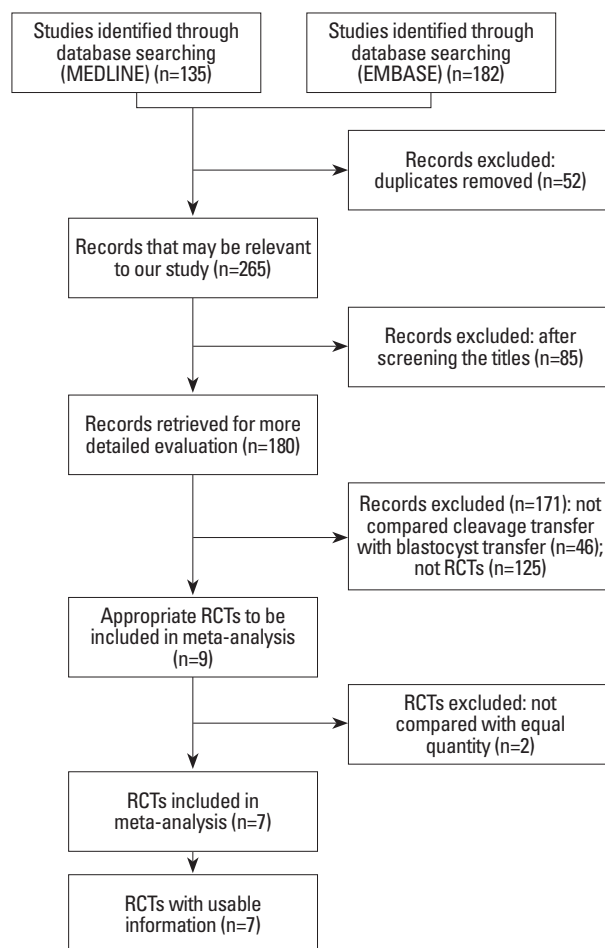 Studies identified through
database searching
(MEDLINE) (n=135)
Studies identified through
database searching
(EMBASE) (n=182)
Records excluded:
duplicates removed (n=52)
Records that may be relevant
to our study (n=265)
Records excluded: after
screening the titles (n=85)
Records retrieved for more
detailed evaluation (n=180)
Records excluded (n=171): not
compared cleavage transfer
with blastocyst transfer (n=46);
not RCTs (n=125)
Appropriate RCTs to be
included in meta-analysis
(n=9)
RCTs excluded: not
compared with equal
quantity (n=2)
RCTs included in
meta-analysis (n=7)
RCTs with usable
information (n=7)